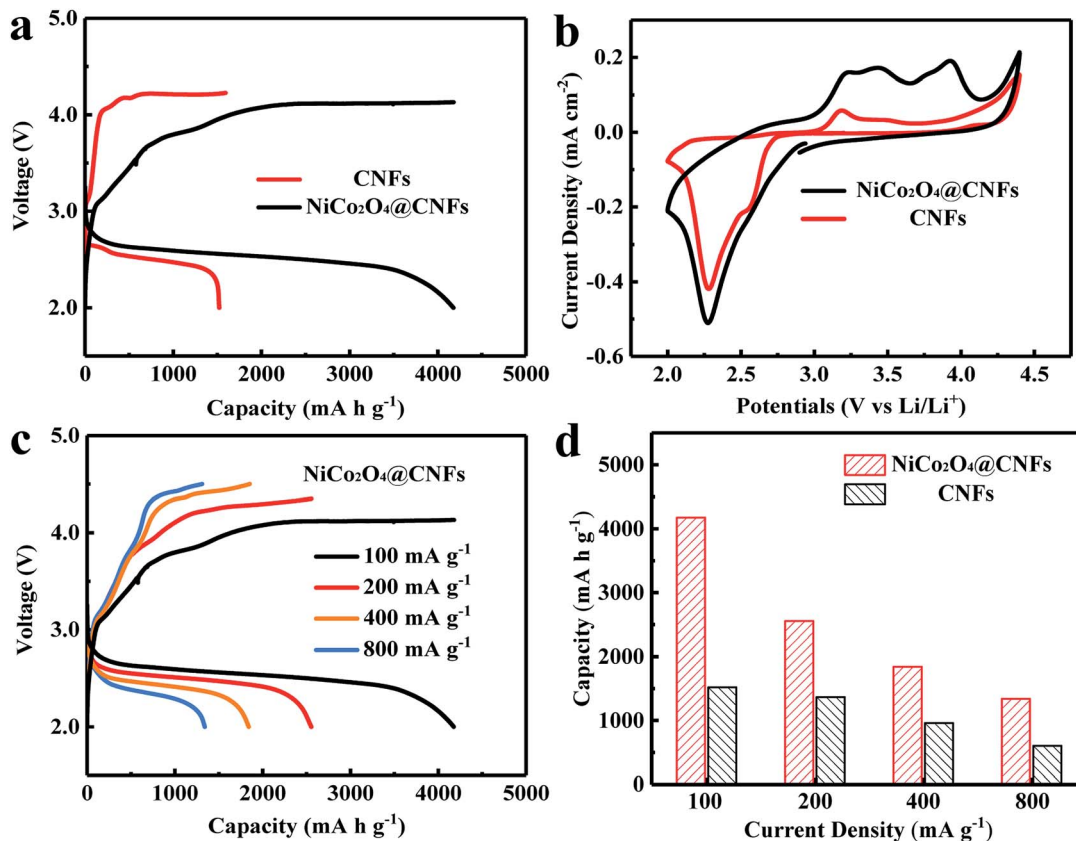 a
5.0
4.0
3.0
2.0
Voltage (V)
CNFs
NiCo₂O₄@CNFs
0 1000 2000 3000 4000 5000
Capacity (mA h g⁻¹)
b
0.2
0.0
-0.2
-0.4
-0.6
Current Density (mA cm⁻²)
NiCo₂O₄@CNFs
CNFs
2.0 2.5 3.0 3.5 4.0 4.5
Potentials (V vs Li/Li⁺)
c
5.0
4.0
3.0
2.0
Voltage (V)
NiCo₂O₄@CNFs
100 mA g⁻¹
200 mA g⁻¹
400 mA g⁻¹
800 mA g⁻¹
0 1000 2000 3000 4000 5000
Capacity (mA h g⁻¹)
d
5000
4000
3000
2000
1000
0
Capacity (mA h g⁻¹)
NiCo₂O₄@CNFs
CNFs
100 200 400 800
Current Density (mA g⁻¹)